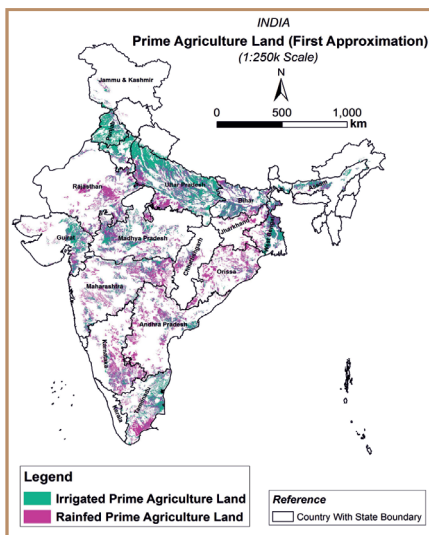 INDIA
Prime Agriculture Land (First Approximation)
(1:250k Scale)
N
0 500 1,000
km
Jammu & Kashmir
Rajasthan
Uttar Pradesh
Bihar
Assam
Jharkhand
West Bengal
Gujrat
Madhya Pradesh
Chhattisgarh
Orissa
Maharashtra
Andhra Pradesh
Karnataka
Tamilnadu
Kerala
Legend
Irrigated Prime Agriculture Land
Rainfed Prime Agriculture Land
Reference
Country With State Boundary